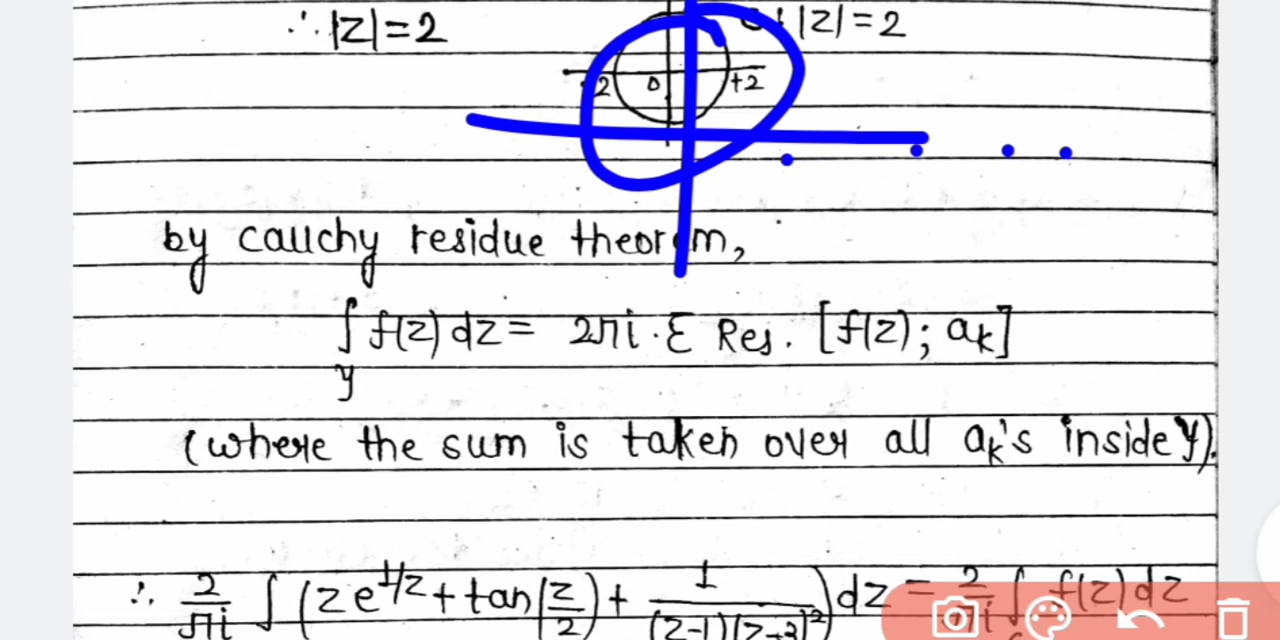 ∴ |z|=2
|z|=2
-2 0 +2
by cauchy residue theorem,
∫ f(z) dz = 2πi · Σ Res. [f(z); ak]
γ
(where the sum is taken over all ak's inside γ).
∴ 2/πi ∫ (z e^1/z + tan(z/2) + 1/(z-1)(z-3)²) dz = 2/πi ∫ f(z) dz